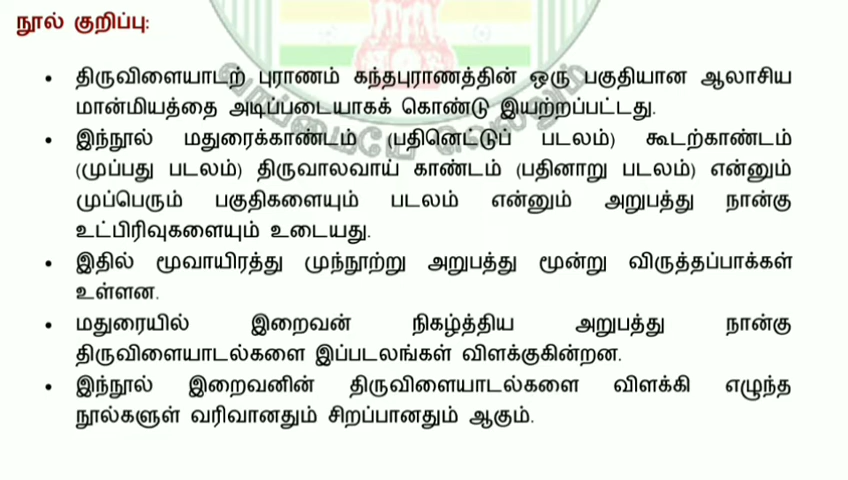 நூல் குறிப்பு:
• திருவிளையாடற் புராணம் கந்தபுராணத்தின் ஒரு பகுதியான ஆலாசிய
மான்மியத்தை அடிப்படையாகக் கொண்டு இயற்றப்பட்டது.
• இந்நூல் மதுரைக்காண்டம் (பதினெட்டுப் படலம்) கூடற்காண்டம்
(முப்பது படலம்) திருவாலவாய் காண்டம் (பதினாறு படலம்) என்னும்
முப்பெரும் பகுதிகளையும் படலம் என்னும் அறுபத்து நான்கு
உட்பிரிவுகளையும் உடையது.
• இதில் மூவாயிரத்து முந்நூற்று அறுபத்து மூன்று விருத்தப்பாக்கள்
உள்ளன.
• மதுரையில் இறைவன் நிகழ்த்திய அறுபத்து நான்கு
திருவிளையாடல்களை இப்படலங்கள் விளக்குகின்றன.
• இந்நூல் இறைவனின் திருவிளையாடல்களை விளக்கி எழுந்த
நூல்களுள் வரிவானதும் சிறப்பானதும் ஆகும்.
வாய்மையே வெல்லும்